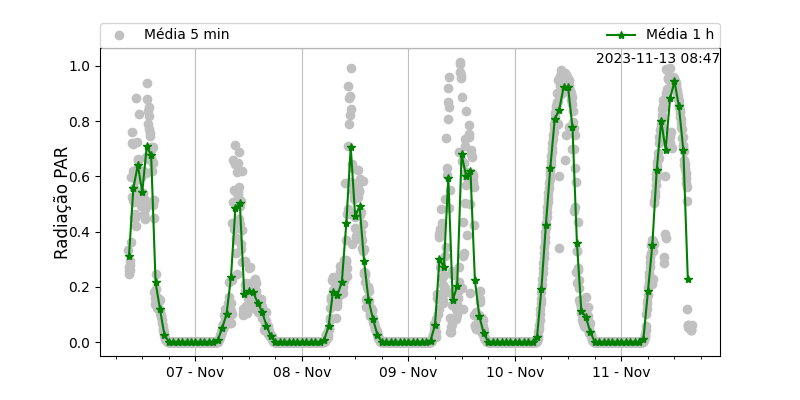 Média 5 min
Média 1 h
2023-11-13 08:47
Radiação PAR
1.0
0.8
0.6
0.4
0.2
0.0
07 - Nov
08 - Nov
09 - Nov
10 - Nov
11 - Nov